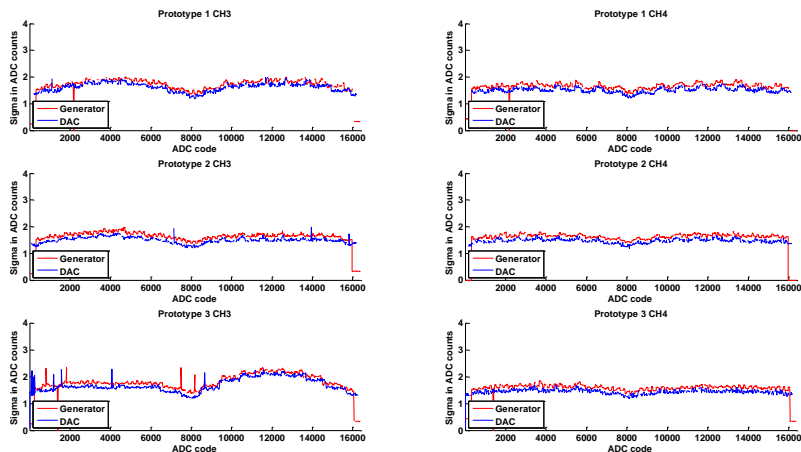 Prototype 1 CH3
Sigma in ADC counts
4
3
2
1
0
Generator
DAC
2000 4000 6000 8000 10000 12000 14000 16000
ADC code
Prototype 1 CH4
Sigma in ADC counts
4
3
2
1
0
Generator
DAC
2000 4000 6000 8000 10000 12000 14000 16000
ADC code
Prototype 2 CH3
Sigma in ADC counts
4
3
2
1
0
Generator
DAC
2000 4000 6000 8000 10000 12000 14000 16000
ADC code
Prototype 2 CH4
Sigma in ADC counts
4
3
2
1
0
Generator
DAC
2000 4000 6000 8000 10000 12000 14000 16000
ADC code
Prototype 3 CH3
Sigma in ADC counts
4
3
2
1
0
Generator
DAC
2000 4000 6000 8000 10000 12000 14000 16000
ADC code
Prototype 3 CH4
Sigma in ADC counts
4
3
2
1
0
Generator
DAC
2000 4000 6000 8000 10000 12000 14000 16000
ADC code